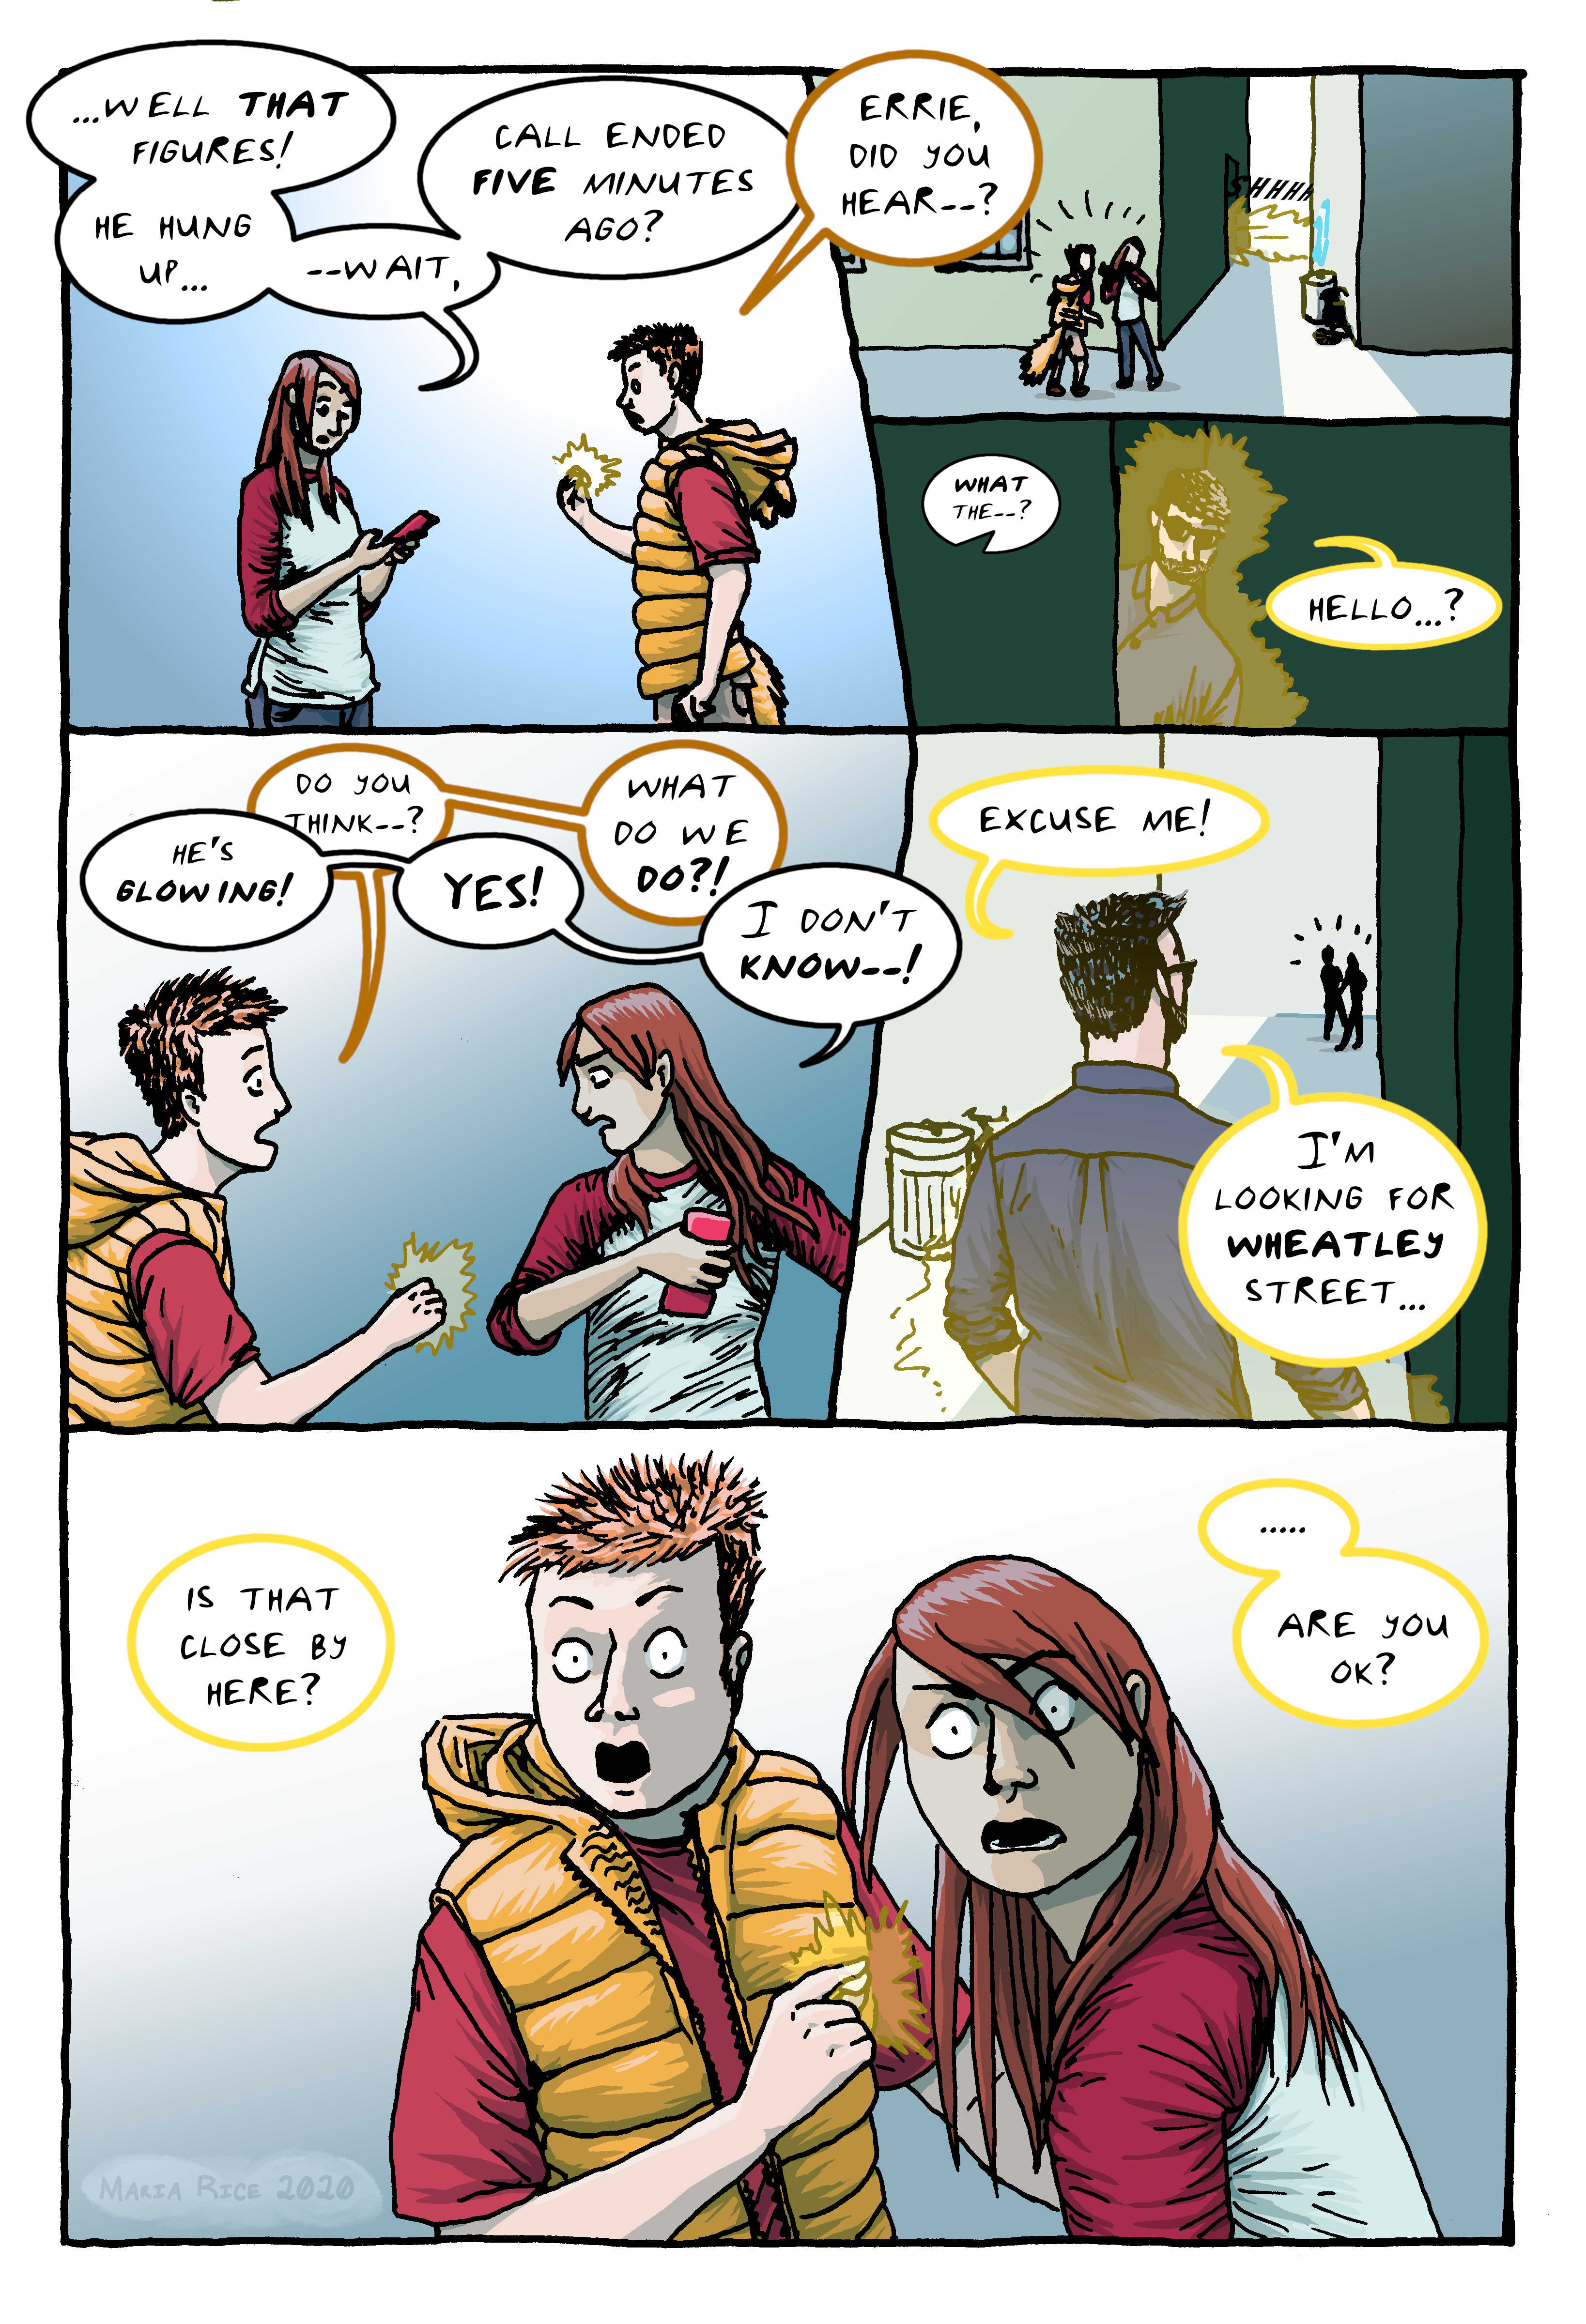 ...WELL THAT
FIGURES!
HE HUNG
UP...
--WAIT,
CALL ENDED
FIVE MINUTES
AGO?
ERRIE,
DID YOU
HEAR--?
SHHHH
WHAT
THE--?
HELLO...?
DO YOU
THINK--?
HE'S
GLOWING!
YES!
WHAT
DO WE
DO?!
I DON'T
KNOW--!
EXCUSE ME!
I'M
LOOKING FOR
WHEATLEY
STREET...
IS THAT
CLOSE BY
HERE?
.....
ARE YOU
OK?
MARIA RICE 2020